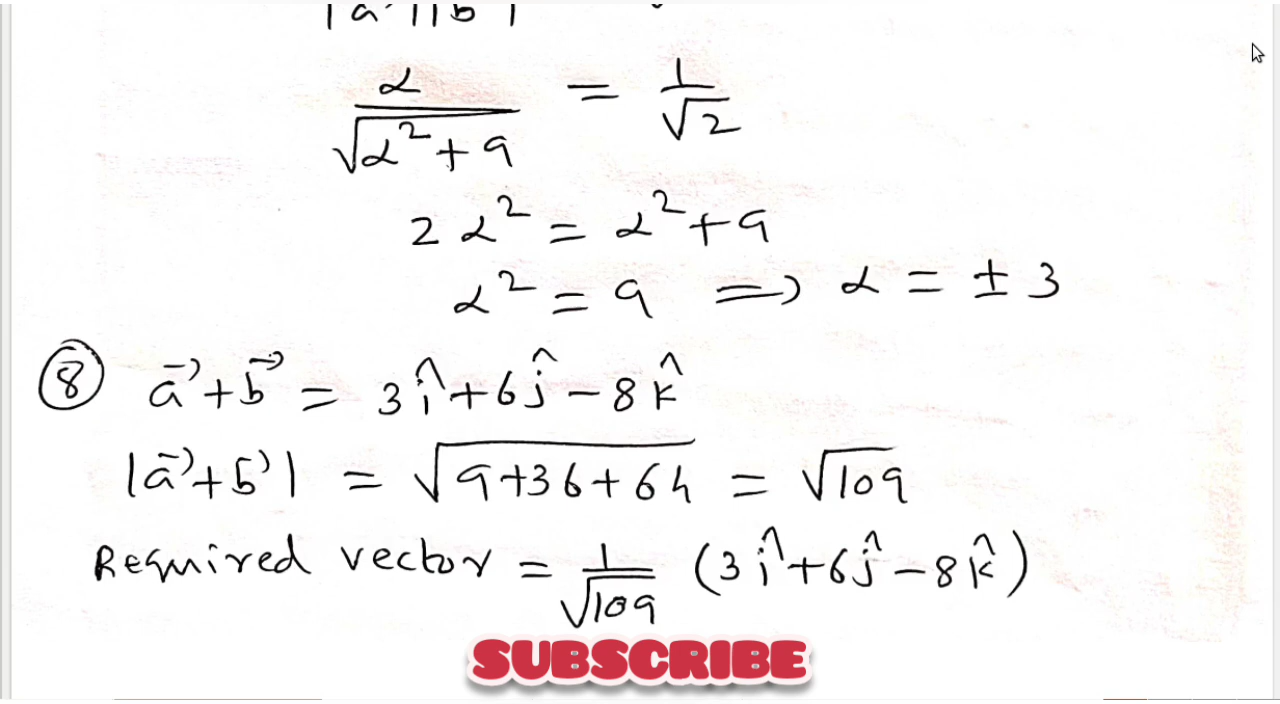 |a⃗||b|
α/√(α²+9) = 1/√2
2α² = α²+9
α² = 9 ⟹ α = ± 3
⑧ a⃗+b⃗ = 3î+6ĵ−8k̂
|a⃗+b⃗| = √(9+36+64) = √109
Required vector = 1/√109 (3î+6ĵ−8k̂)
SUBSCRIBE